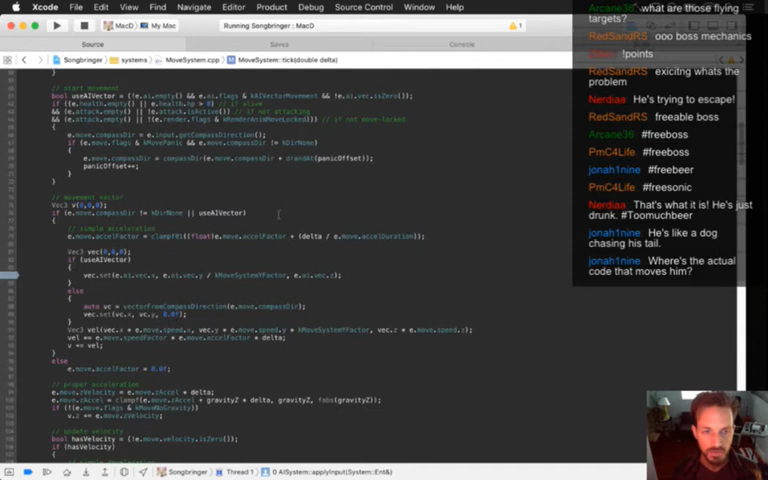 Xcode File Edit View Find Navigate Editor Product Debug Source Control Window Help
MacD My Mac
Running Songbringer : MacD
1
Source
Saves
Console
Songbringer systems MoveSystem.cpp MoveSystem::tick(double delta)
}
// start movement
bool useAIVector = (!e.ai.empty() && e.ai.flags & kAIVectorMovement && !e.ai.vec.isZero());
if ((e.health.empty() || e.health.hp > 0) // if alive
&& (e.attack.empty() || !e.attack.isActive()) // if not attacking
&& (e.attack.empty() || !(e.render.flags & kRenderAnimMoveLocked))) // if not move-locked
{
e.move.compassDir = e.input.getCompassDirection();
if (e.move.flags & kMovePanic && e.move.compassDir != kDirNone)
{
e.move.compassDir = compassDir(e.move.compassDir + drandAt(panicOffset));
panicOffset++;
}
}
// movement vector
Vec3 v(0,0,0);
if (e.move.compassDir != kDirNone || useAIVector)
{
// simple acceleration
e.move.accelFactor = clampf01((float)e.move.accelFactor + (delta / e.move.accelDuration));
Vec3 vec(0,0,0);
if (useAIVector)
{
vec.set(e.ai.vec.x, e.ai.vec.y / kMoveSystemYFactor, e.ai.vec.z);
}
else
{
auto vc = vectorFromCompassDirection(e.move.compassDir);
vec.set(vc.x, vc.y, 0.0f);
}
Vec3 vel(vec.x * e.move.speed.x, vec.y * e.move.speed.y * kMoveSystemYFactor, vec.z * e.move.speed.z);
vel *= e.move.speedFactor * e.move.accelFactor * delta;
v += vel;
}
else
e.move.accelFactor = 0.0f;
// proper acceleration
e.move.zVelocity = e.move.zAccel * delta;
e.move.zAccel = clampf(e.move.zAccel + gravityZ * delta, gravityZ, fabs(gravityZ));
if (!(e.move.flags & kMoveNoGravity))
v.z += e.move.zVelocity;
// update velocity
bool hasVelocity = (!e.move.velocity.isZero());
if (hasVelocity)
{
Songbringer Thread 1 0 AISystem::applyInput(System::Ent&)
Arcane36: what are those flying
targets?
RedSandRS: ooo boss mechanics
!points
RedSandRS: exicitng whats the
problem
Nerdiaa: He's trying to escape!
RedSandRS: freeable boss
Arcane36: #freeboss
PmC4Life: #freeboss
jonah1nine: #freebeer
PmC4Life: #freesonic
Nerdiaa: That's what it is! He's just
drunk. #Toomuchbeer
jonah1nine: He's like a dog
chasing his tail.
jonah1nine: Where's the actual
code that moves him?